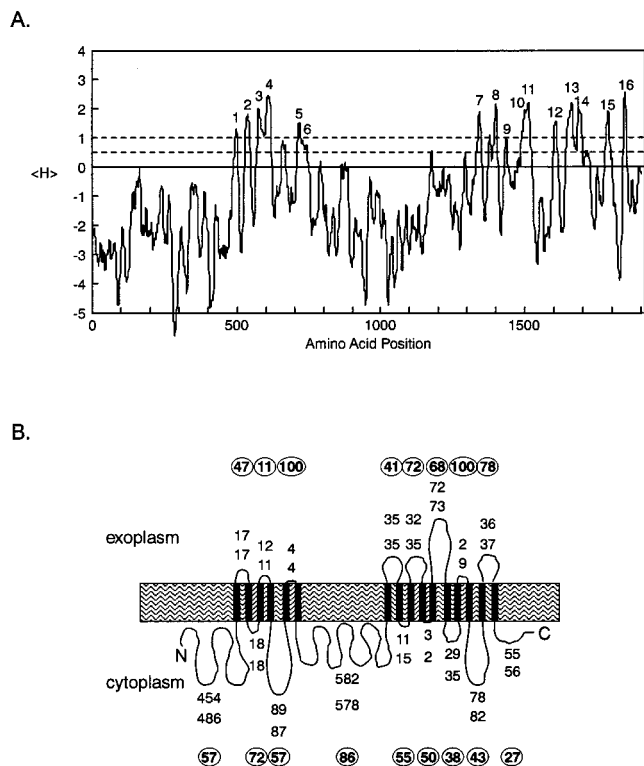 A.
4
3
2
1
0
-1
-2
-3
-4
-5
<H>
1 2 3 4 5 6 7 8 9 10 11 12 13 14 15 16
0 500 1000 1500
Amino Acid Position
B.
47 11 100 41 72 68 100 78
72
73
17 12 4 35 32 2 36
17 11 4 35 35 9 37
exoplasm
N
C
cytoplasm
18 11 3 29 55
18 15 2 35 56
454 89 582 78
486 87 578 82
57 72 57 86 55 50 38 43 27